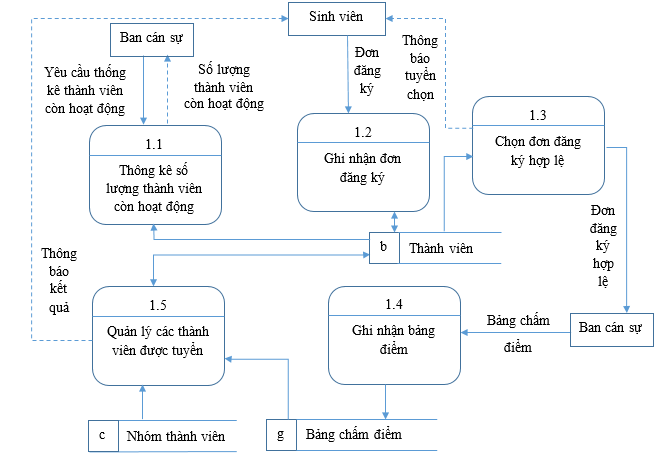 Sinh viên
Ban cán sự
Yêu cầu thống
kê thành viên
còn hoạt động
Số lượng
thành viên
còn hoạt động
Đơn
đăng
ký
Thông
báo
tuyển
chọn
1.1
Thống kê số
lượng thành viên
còn hoạt động
1.2
Ghi nhận đơn
đăng ký
1.3
Chọn đơn đăng
ký hợp lệ
Đơn
đăng
ký
hợp
lệ
b
Thành viên
Thông
báo
kết
quả
1.5
Quản lý các thành
viên được tuyển
1.4
Ghi nhận bảng
điểm
Bảng chấm
điểm
Ban cán sự
c
Nhóm thành viên
g
Bảng chấm điểm